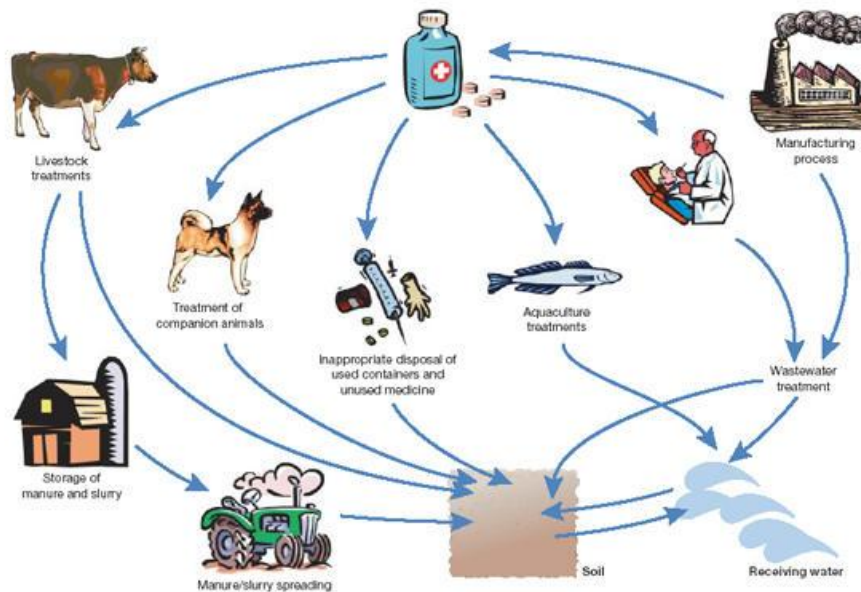 Manufacturing
process
Livestock
treatments
Treatment of
companion animals
Aquaculture
treatments
Inappropriate disposal of
used containers and
unused medicine
Wastewater
treatment
Storage of
manure and slurry
Manure/slurry spreading
Soil
Receiving water